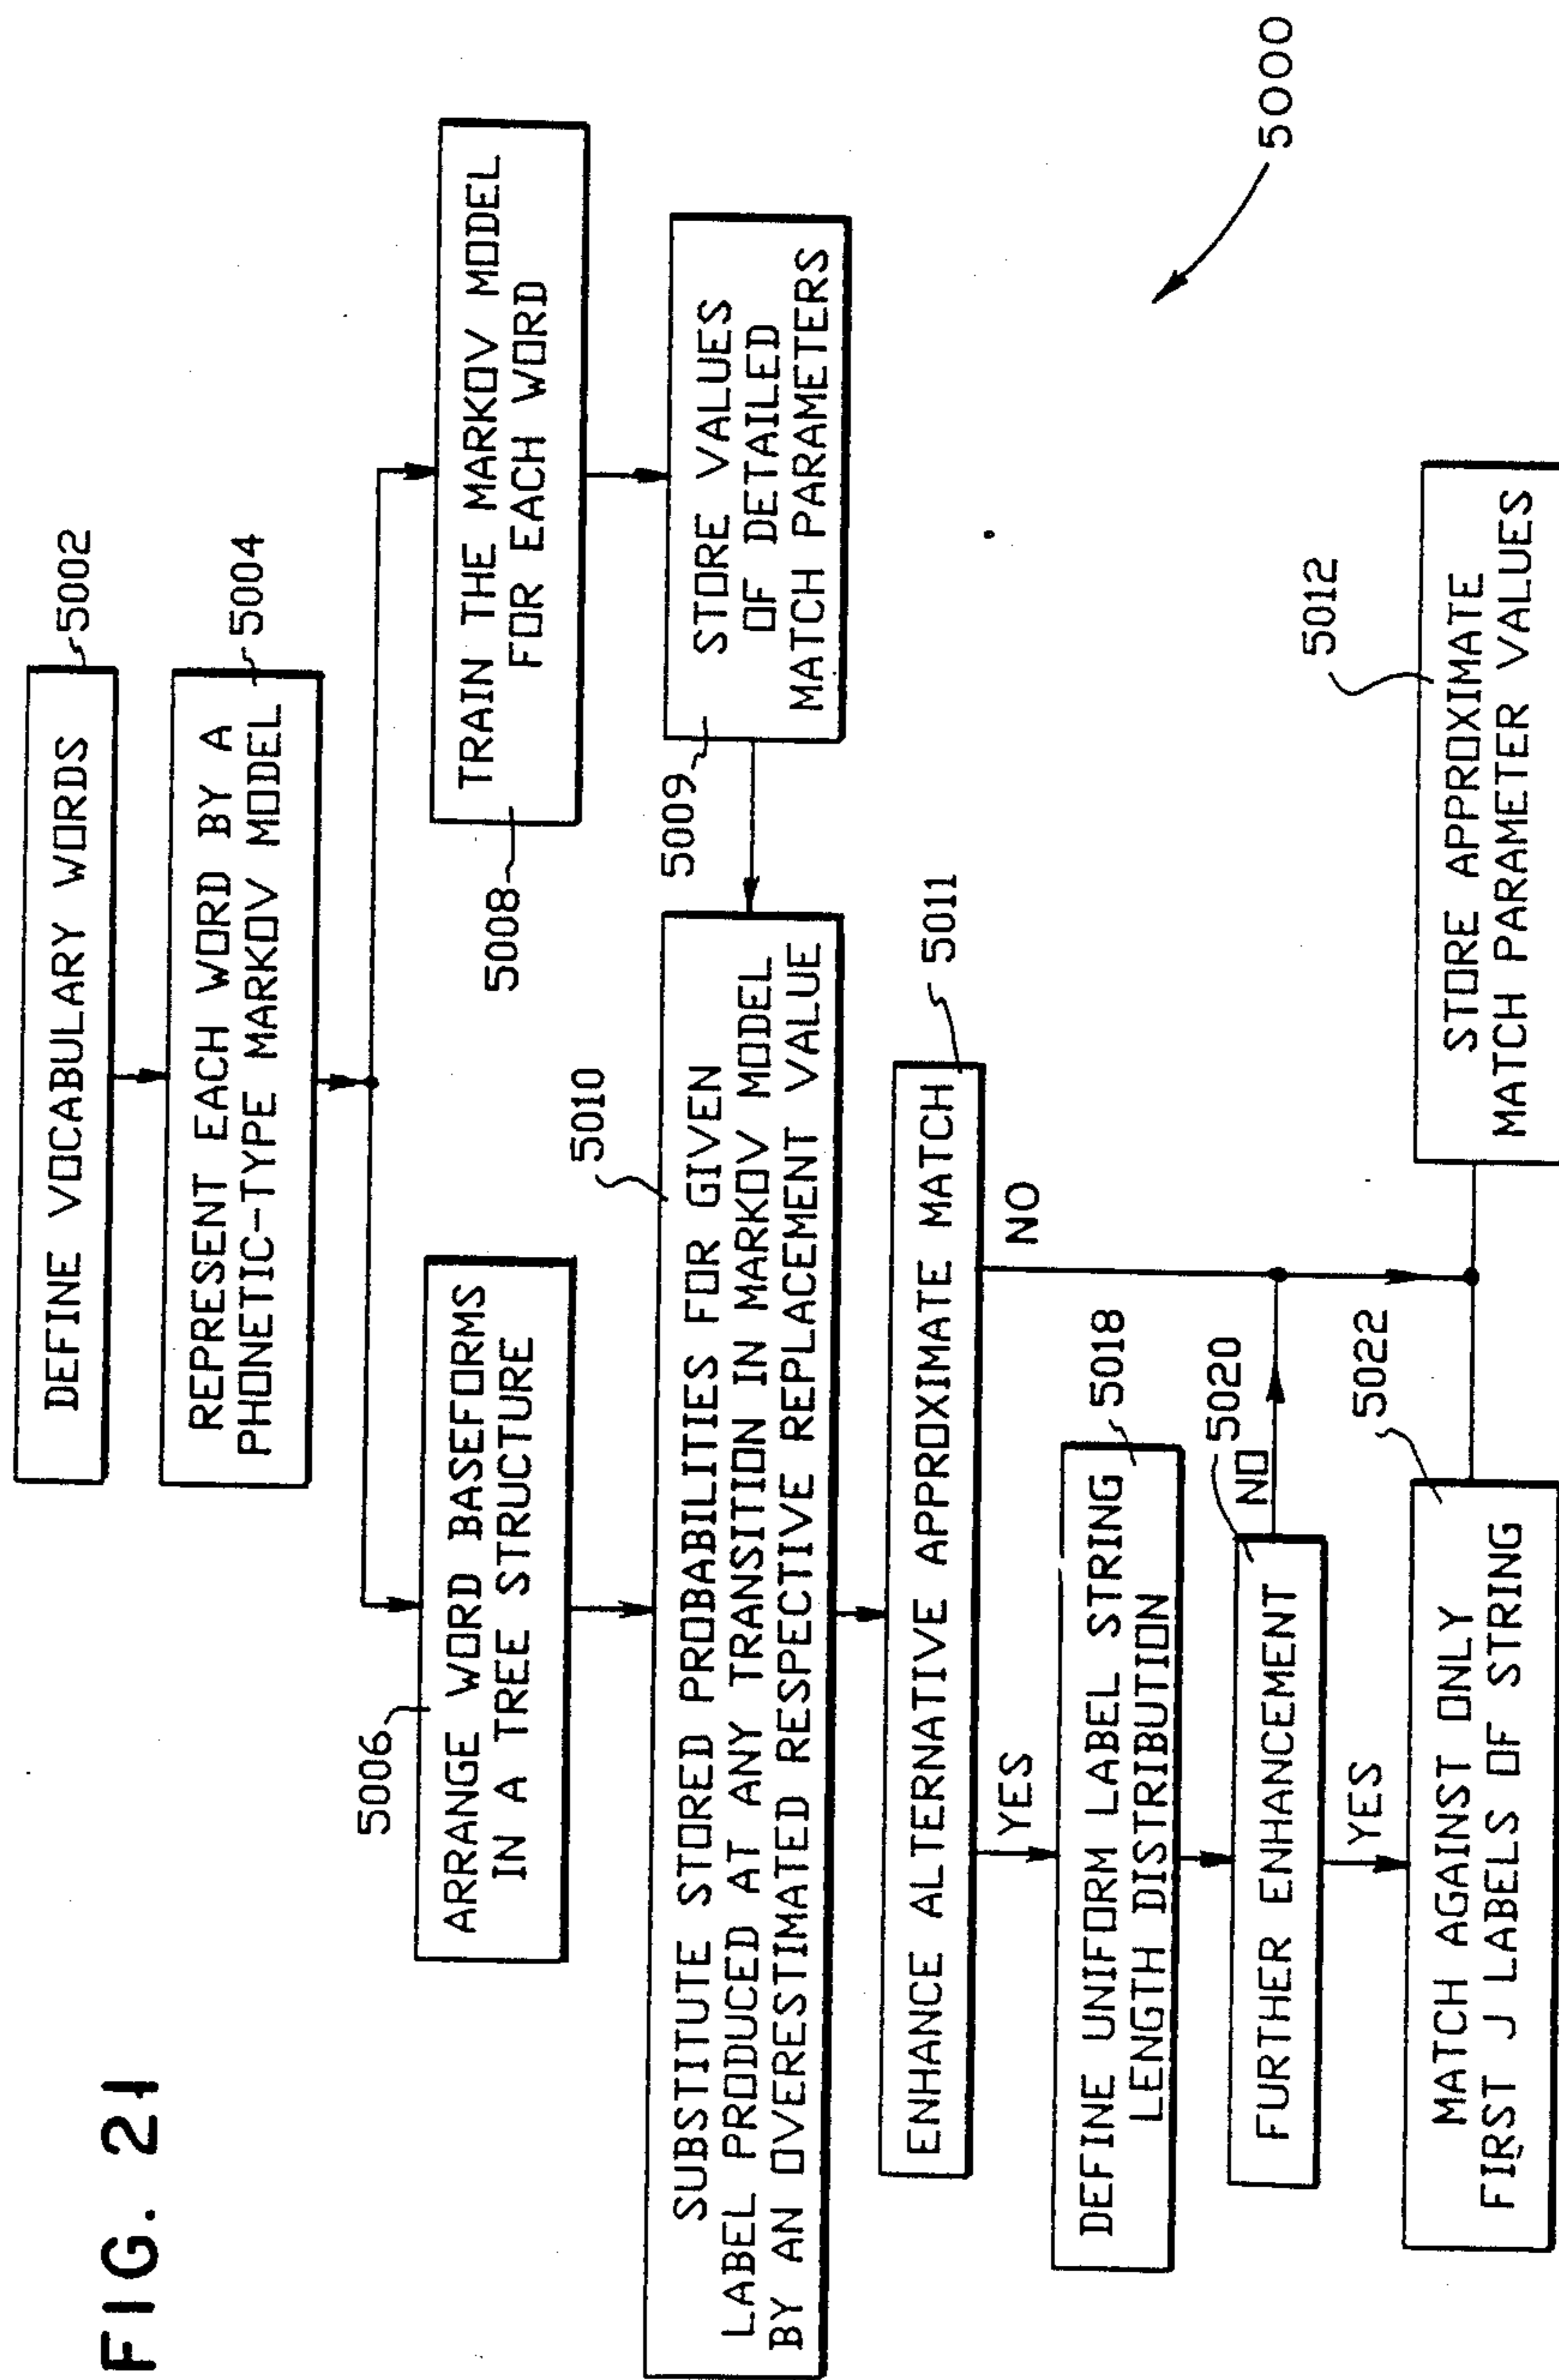 FIG. 21
DEFINE VOCABULARY WORDS
5002
REPRESENT EACH WORD BY A
PHONETIC-TYPE MARKOV MODEL
5004
5006
ARRANGE WORD BASEFORMS
IN A TREE STRUCTURE
5008
TRAIN THE MARKOV MODEL
FOR EACH WORD
5009
STORE VALUES
OF DETAILED
MATCH PARAMETERS
5010
SUBSTITUTE STORED PROBABILITIES FOR GIVEN
LABEL PRODUCED AT ANY TRANSITION IN MARKOV MODEL
BY AN OVERESTIMATED RESPECTIVE REPLACEMENT VALUE
ENHANCE ALTERNATIVE APPROXIMATE MATCH
5011
YES
NO
DEFINE UNIFORM LABEL STRING
LENGTH DISTRIBUTION
5018
FURTHER ENHANCEMENT
5020
NO
YES
5022
MATCH AGAINST ONLY
FIRST J LABELS OF STRING
5012
STORE APPROXIMATE
MATCH PARAMETER VALUES
5000